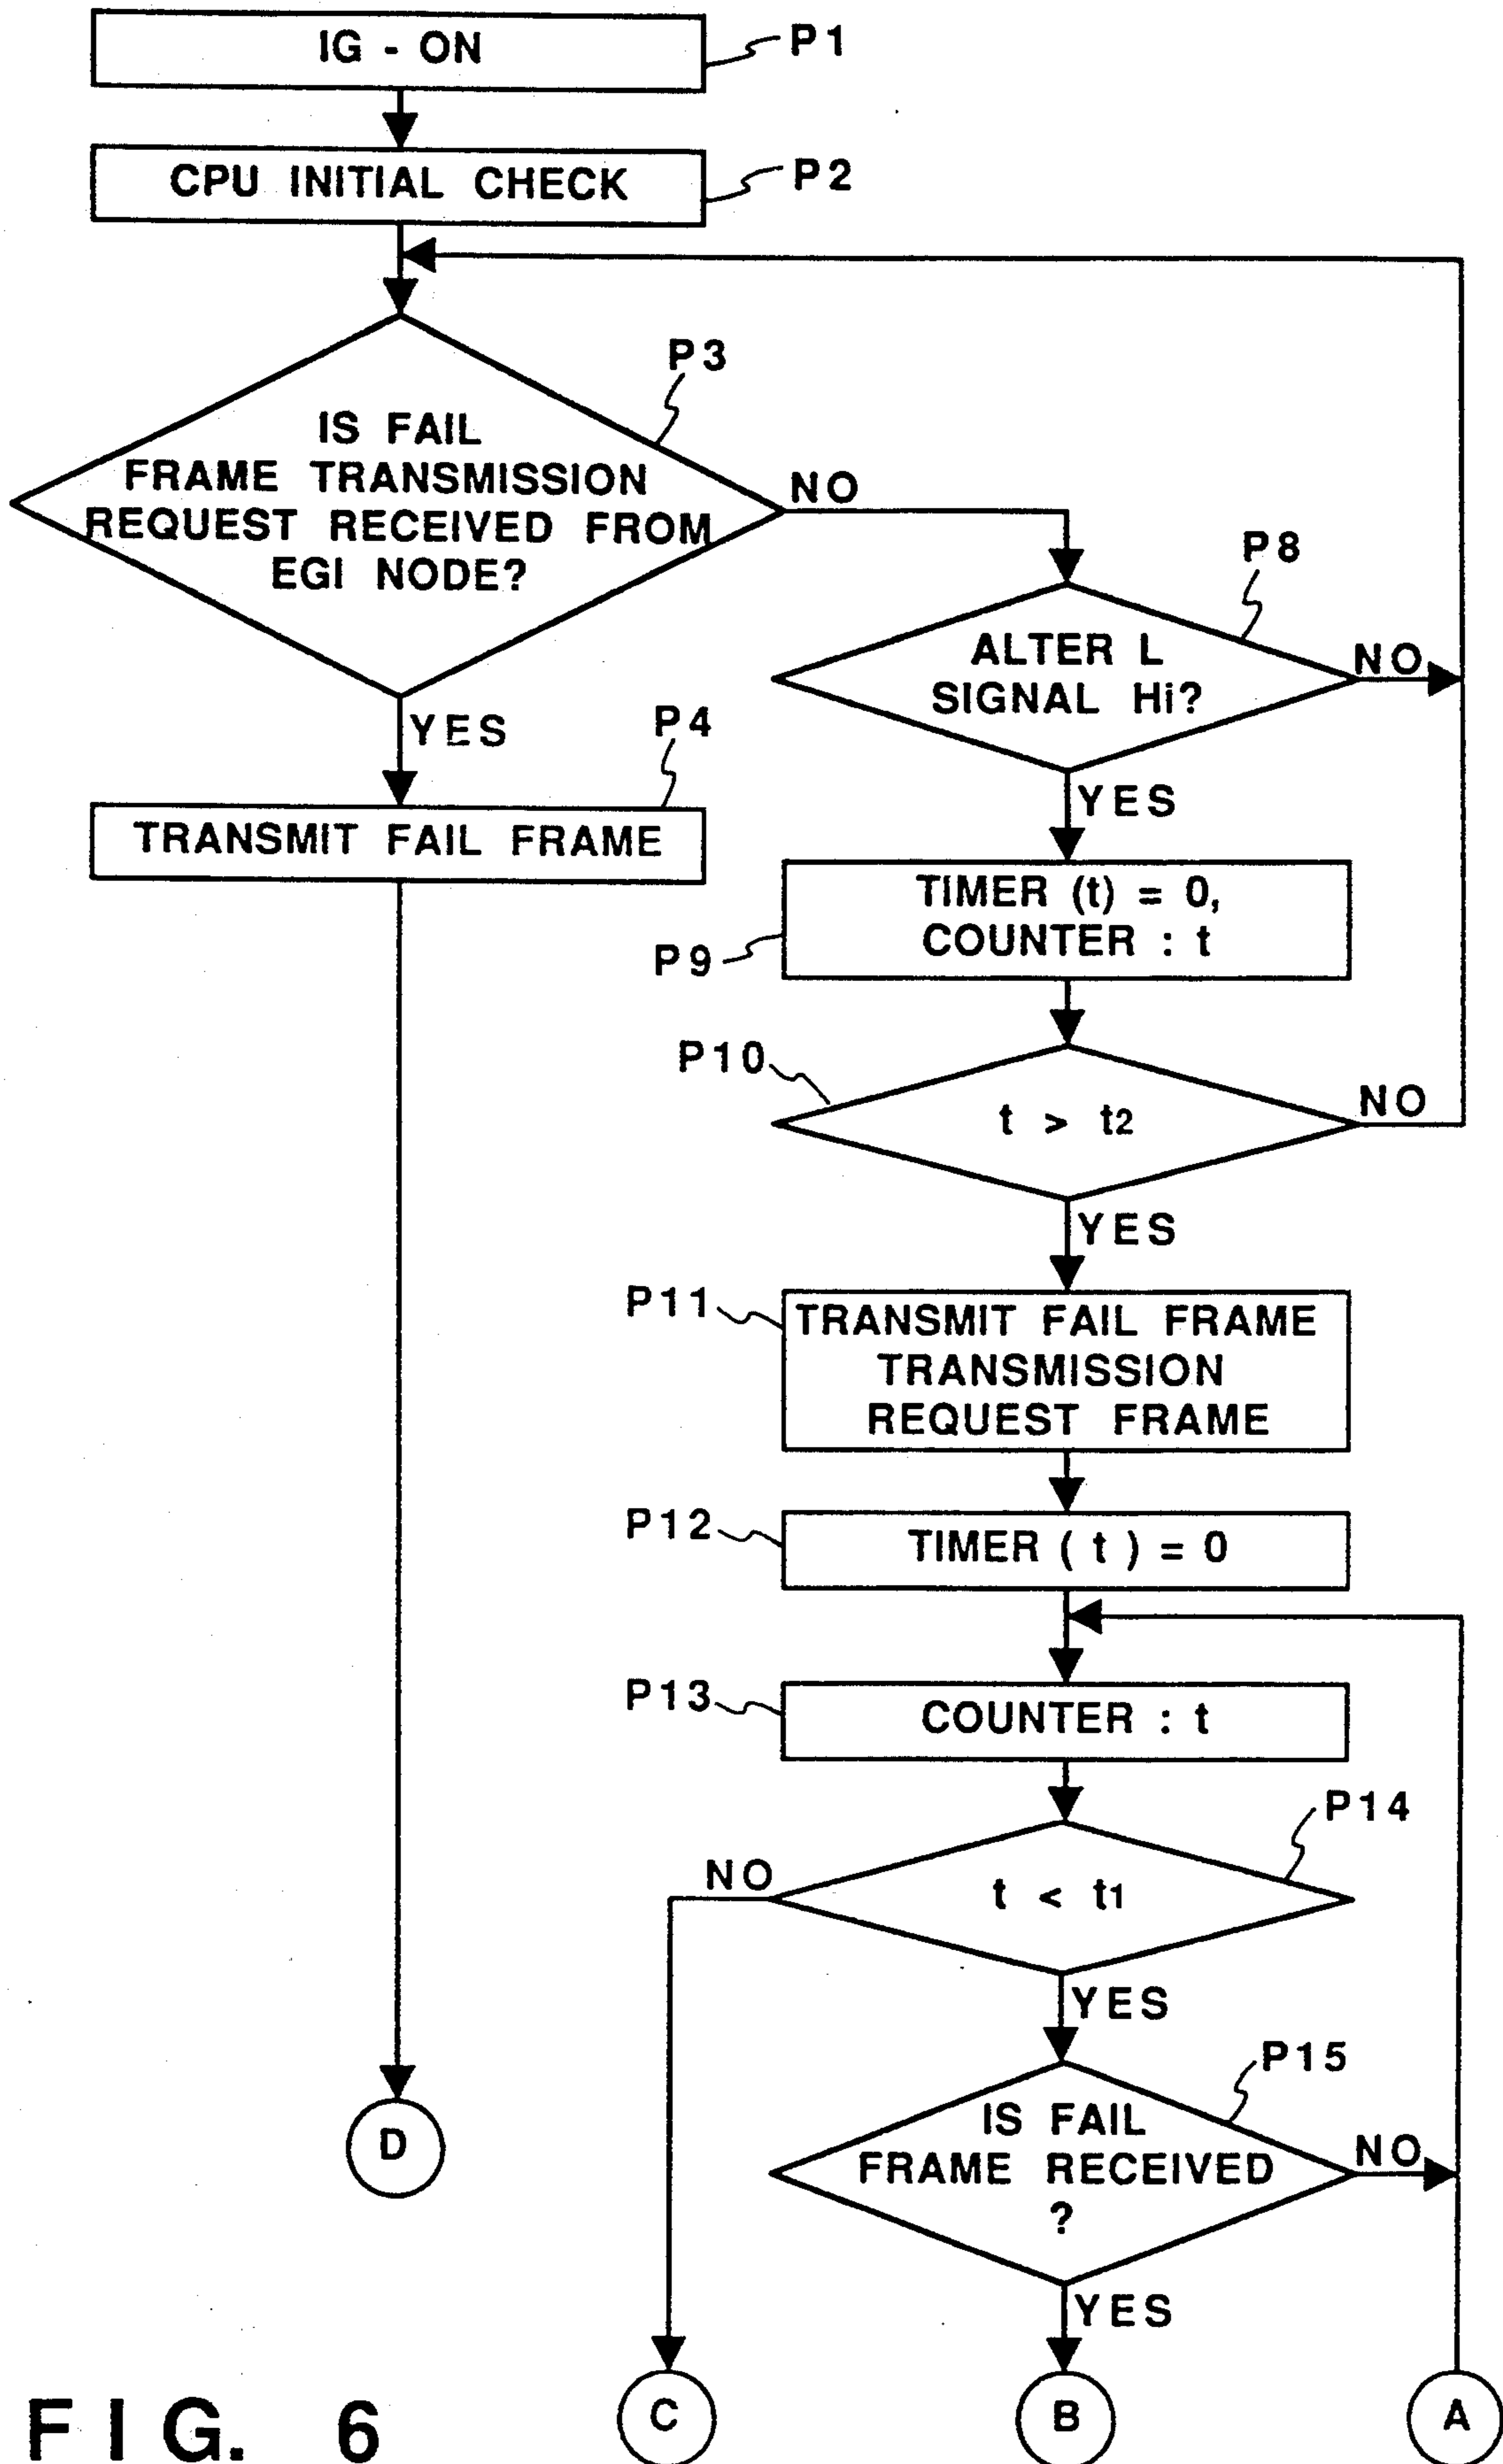 IG - ON
P1
CPU INITIAL CHECK
P2
P3
IS FAIL
FRAME TRANSMISSION
REQUEST RECEIVED FROM
EGI NODE?
NO
YES
P4
TRANSMIT FAIL FRAME
P8
ALTER L
SIGNAL Hi?
NO
YES
P9
TIMER (t) = 0,
COUNTER : t
P10
t > t2
NO
YES
P11
TRANSMIT FAIL FRAME
TRANSMISSION
REQUEST FRAME
P12
TIMER ( t ) = 0
P13
COUNTER : t
P14
t < t1
NO
YES
P15
IS FAIL
FRAME RECEIVED
?
NO
YES
D
C
B
A
FIG. 6